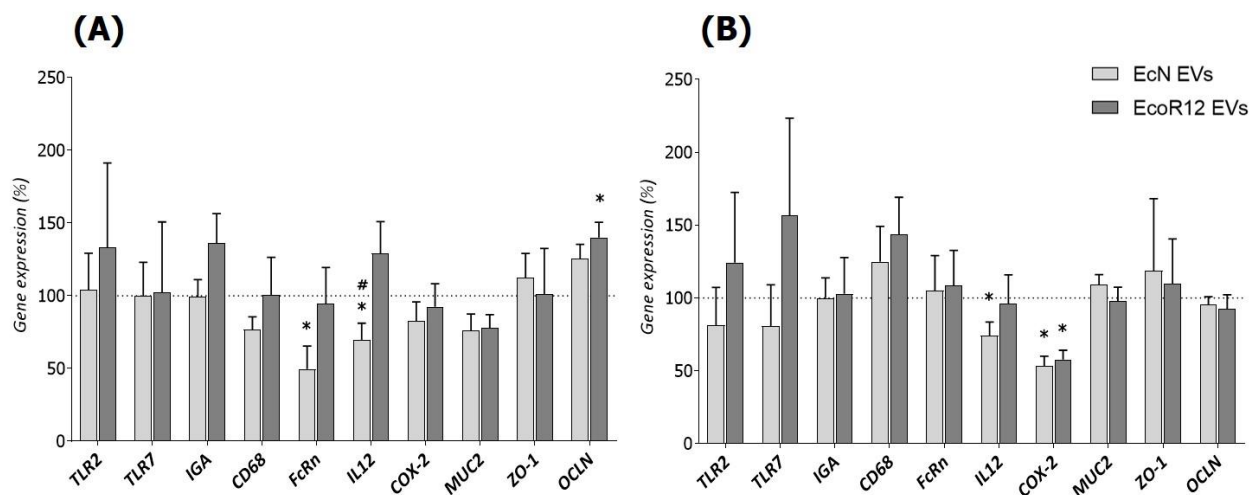 (A)
Gene expression (%)
250
200
150
100
50
0
#
*
*
*
TLR2 TLR7 IGA CD68 FcRn IL12 COX-2 MUC2 ZO-1 OCLN
(B)
EcN EVs
EcoR12 EVs
Gene expression (%)
250
200
150
100
50
0
*
*
*
TLR2 TLR7 IGA CD68 FcRn IL12 COX-2 MUC2 ZO-1 OCLN